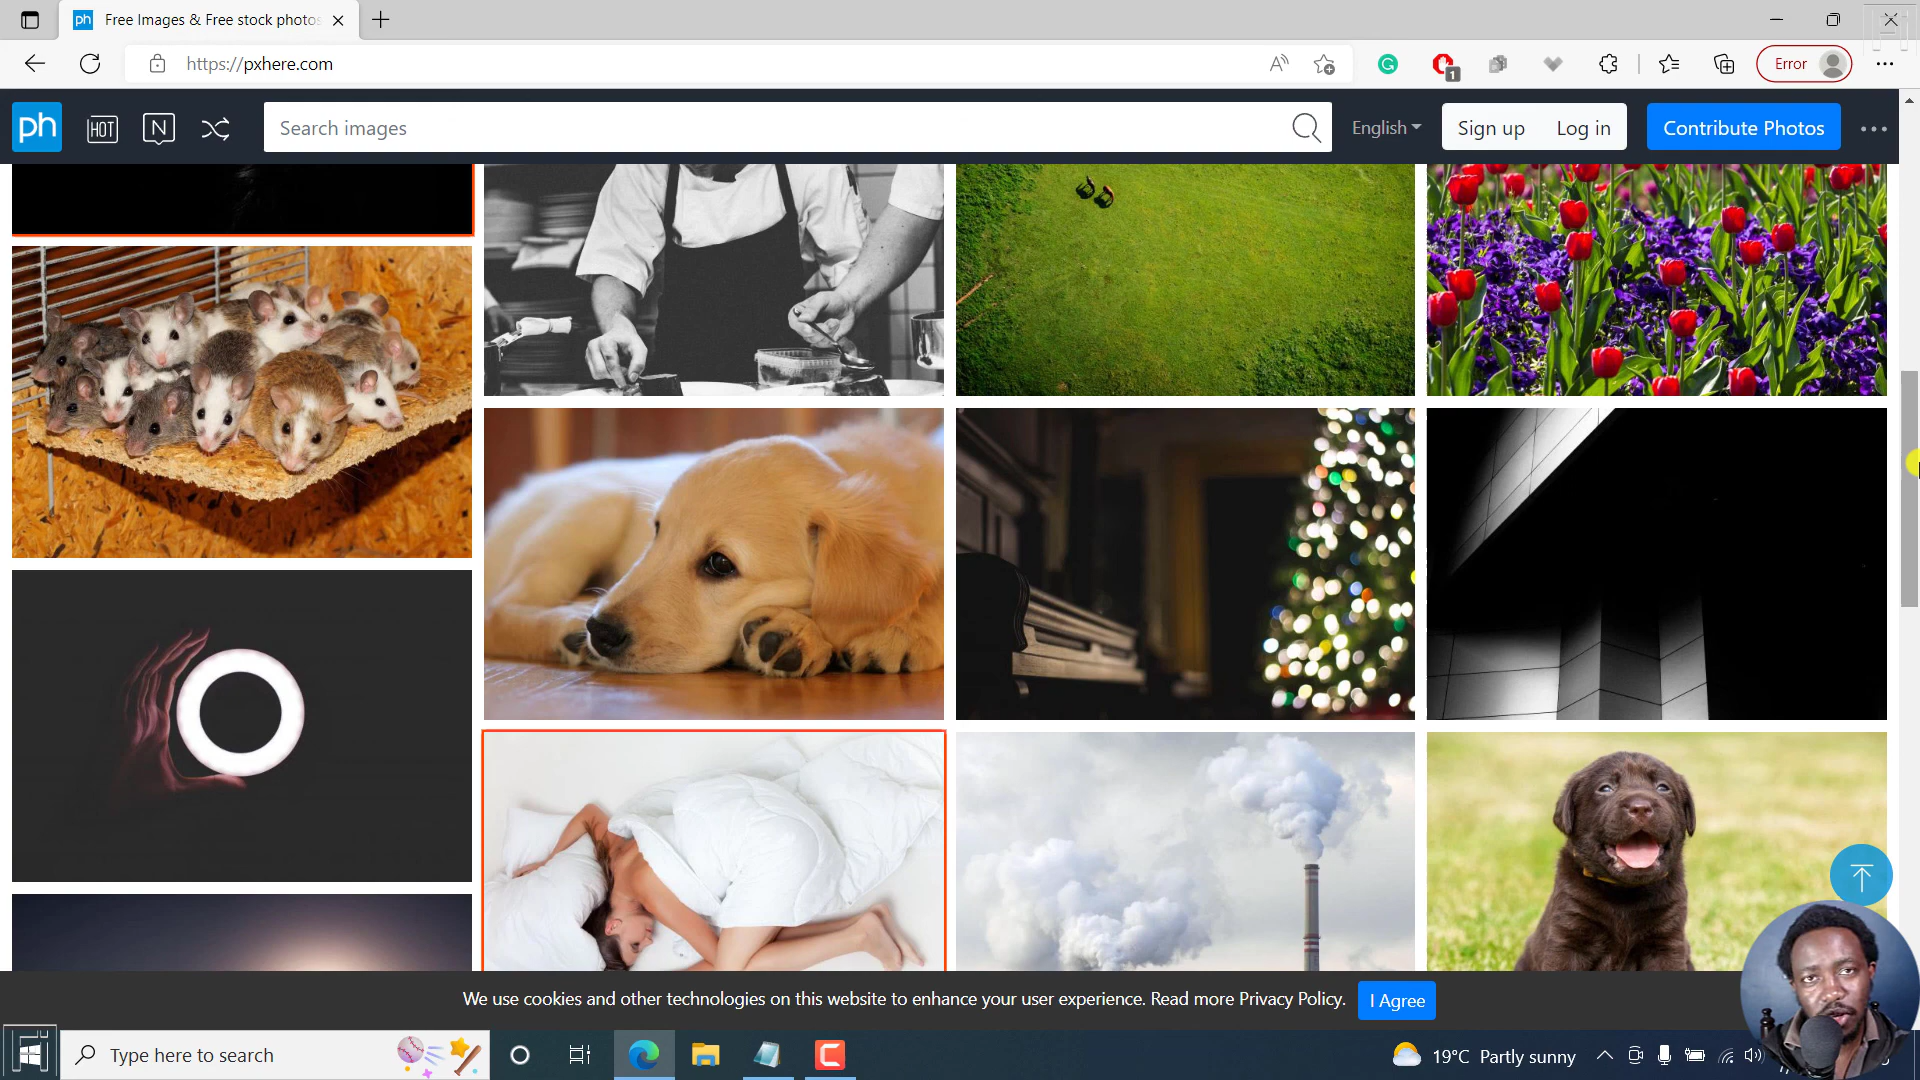 ph Free Images & Free stock photos
https://pxhere.com
A
G
1
Error
ph HOT N Search images English Sign up Log in Contribute Photos
We use cookies and other technologies on this website to enhance your user experience. Read more Privacy Policy. I Agree
Type here to search
19°C Partly sunny